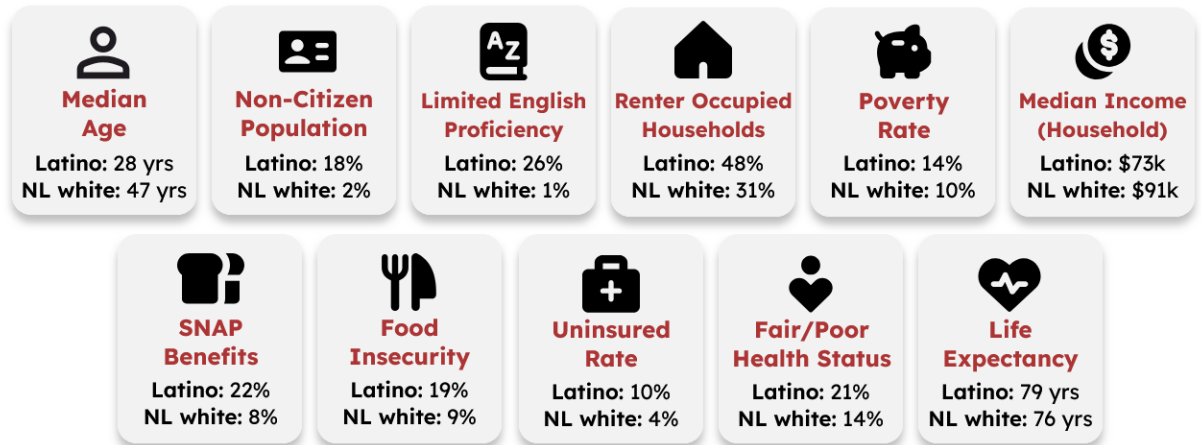 A Z
$
Median
Age
Latino: 28 yrs
NL white: 47 yrs
Non-Citizen
Population
Latino: 18%
NL white: 2%
Limited English
Proficiency
Latino: 26%
NL white: 1%
Renter Occupied
Households
Latino: 48%
NL white: 31%
Poverty
Rate
Latino: 14%
NL white: 10%
Median Income
(Household)
Latino: $73k
NL white: $91k
SNAP
Benefits
Latino: 22%
NL white: 8%
Food
Insecurity
Latino: 19%
NL white: 9%
Uninsured
Rate
Latino: 10%
NL white: 4%
Fair/Poor
Health Status
Latino: 21%
NL white: 14%
Life
Expectancy
Latino: 79 yrs
NL white: 76 yrs